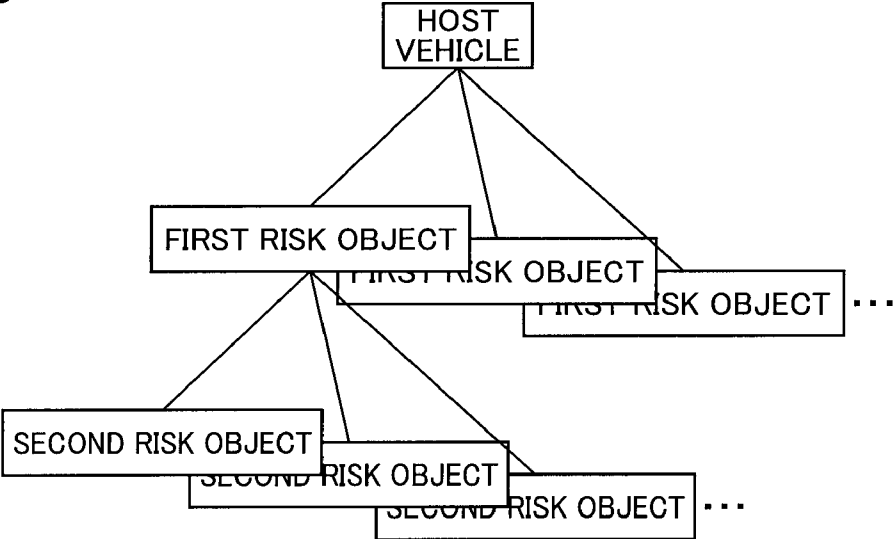 HOST
VEHICLE
FIRST RISK OBJECT
FIRST RISK OBJECT
FIRST RISK OBJECT ...
SECOND RISK OBJECT
SECOND RISK OBJECT
SECOND RISK OBJECT ...